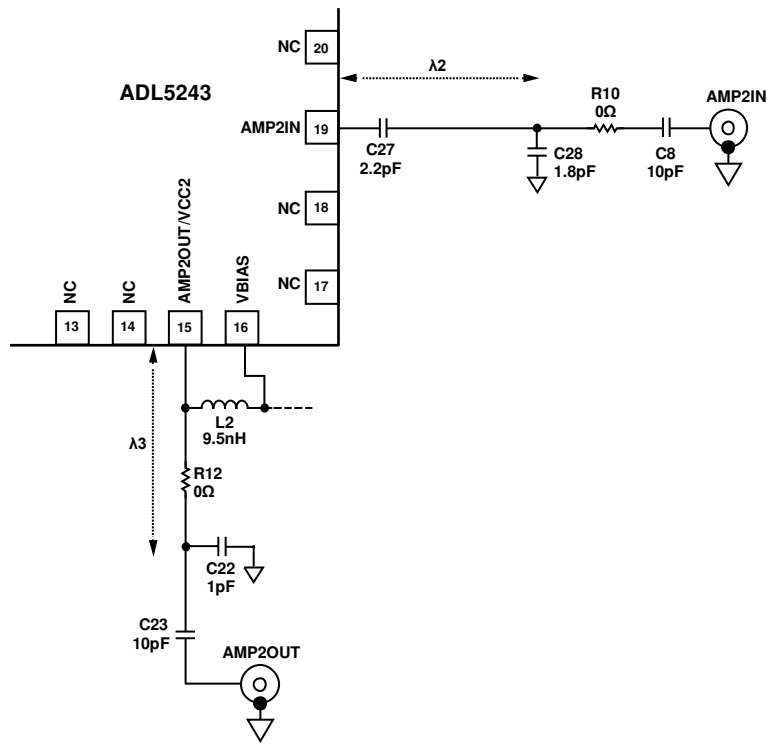 NC 20
λ2
ADL5243
R10
0Ω
AMP2IN
AMP2IN 19
C27
2.2pF
C28
1.8pF
C8
10pF
NC 18
NC 17
NC
NC
AMP2OUT/VCC2
VBIAS
13
14
15
16
L2
9.5nH
λ3
R12
0Ω
C22
1pF
C23
10pF
AMP2OUT